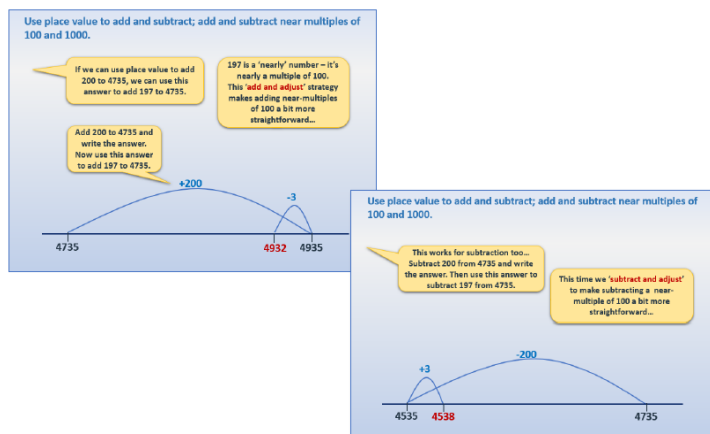 Use place value to add and subtract; add and subtract near multiples of
100 and 1000.
If we can use place value to add
200 to 4735, we can use this
answer to add 197 to 4735.
197 is a ‘nearly’ number – it’s
nearly a multiple of 100.
This ‘add and adjust’ strategy
makes adding near-multiples
of 100 a bit more
straightforward...
Add 200 to 4735 and
write the answer.
Now use this answer
to add 197 to 4735.
+200
-3
4735
4932
4935
Use place value to add and subtract; add and subtract near multiples of
100 and 1000.
This works for subtraction too...
Subtract 200 from 4735 and write
the answer. Then use this answer to
subtract 197 from 4735.
This time we ‘subtract and adjust’
to make subtracting a near-
multiple of 100 a bit more
straightforward...
-200
+3
4535
4538
4735